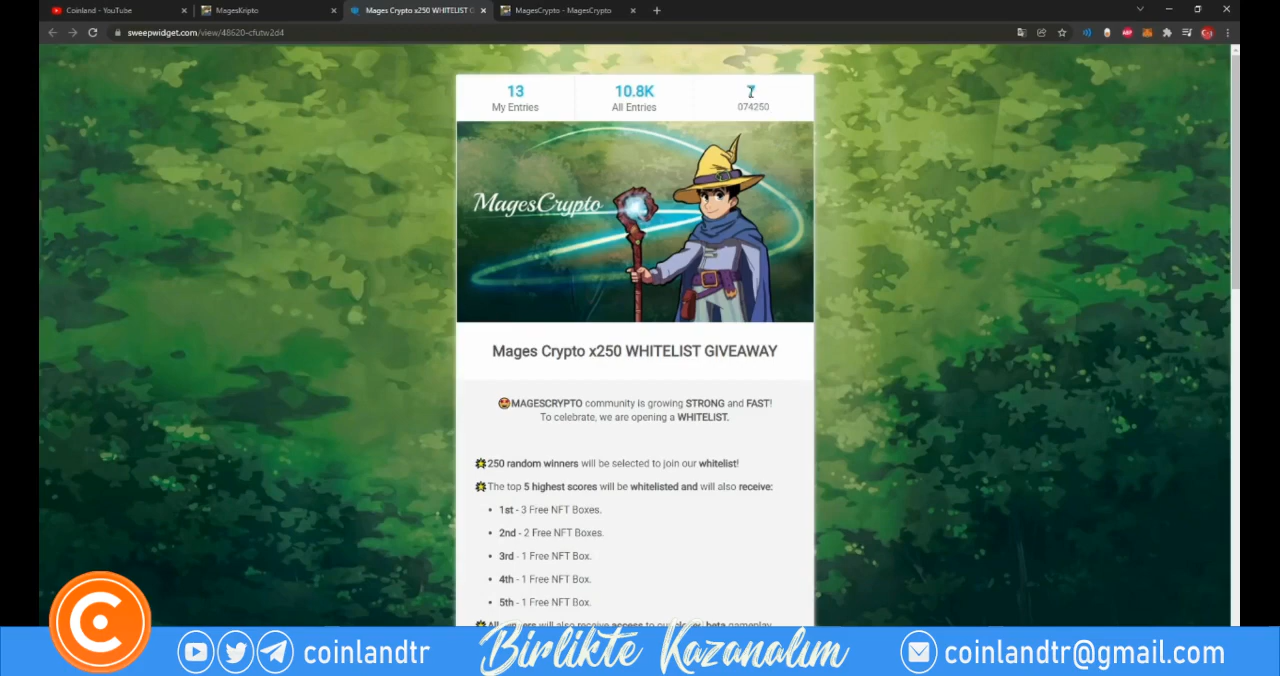 Coinland - YouTube
MagesKripto
Mages Crypto x250 WHITELIST G
MagesCrypto - MagesCrypto
sweepwidget.com/view/48620-cfutw2d4
13
My Entries
10.8K
All Entries
7
074250
MagesCrypto
Mages Crypto x250 WHITELIST GIVEAWAY
MAGESCRYPTO community is growing STRONG and FAST!
To celebrate, we are opening a WHITELIST.
250 random winners will be selected to join our whitelist!
The top 5 highest scores will be whitelisted and will also receive:
• 1st - 3 Free NFT Boxes.
• 2nd - 2 Free NFT Boxes.
• 3rd - 1 Free NFT Box.
• 4th - 1 Free NFT Box.
• 5th - 1 Free NFT Box.
coinlandtr
Birlikte Kazanalım
coinlandtr@gmail.com